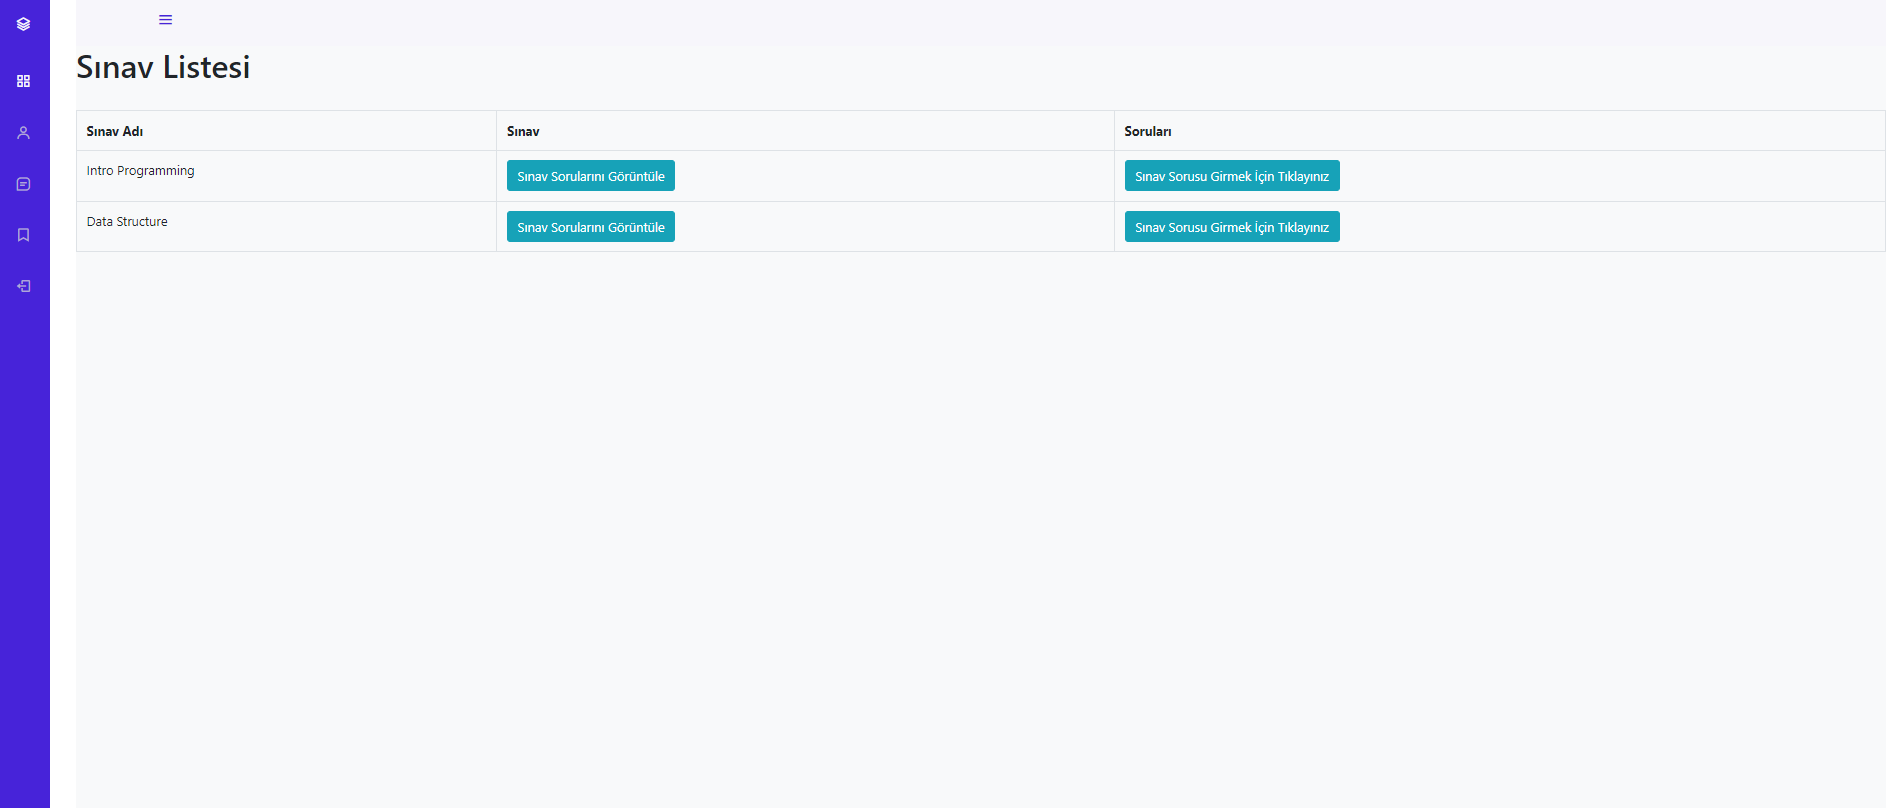 Sınav Listesi
Sınav Adı Sınav Soruları
Intro Programming Sınav Sorularını Görüntüle Sınav Sorusu Girmek İçin Tıklayınız
Data Structure Sınav Sorularını Görüntüle Sınav Sorusu Girmek İçin Tıklayınız